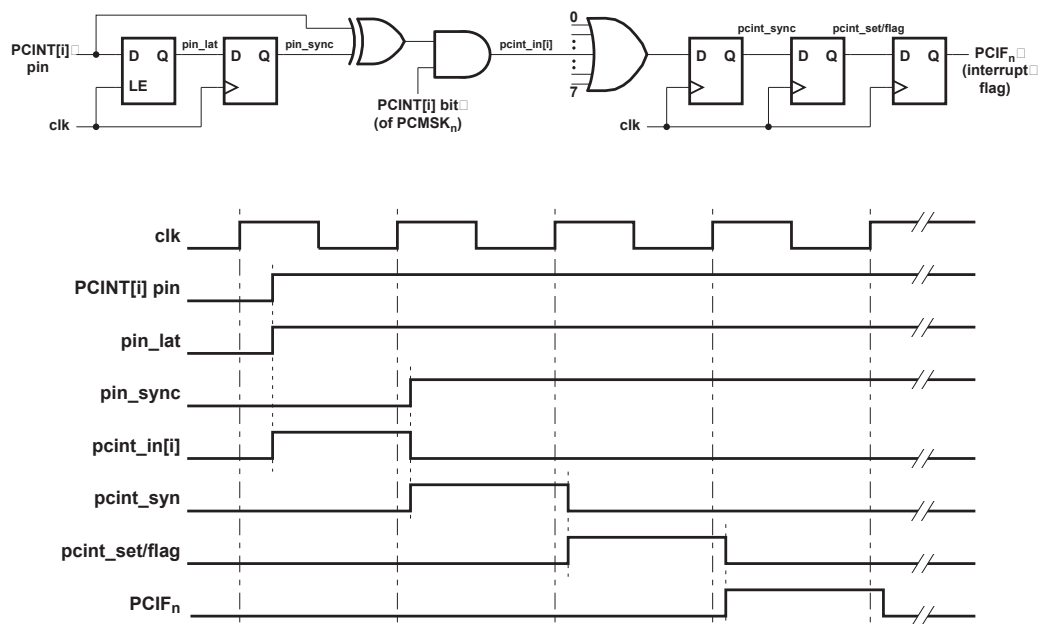 PCINT[i]
pin
D Q
LE
clk
pin_lat
D Q
pin_sync
PCINT[i] bit
(of PCMSKn)
pcint_in[i]
0
7
D Q
pcint_sync
D Q
pcint_set/flag
D Q
clk
PCIFn
(interrupt
flag)
clk
PCINT[i] pin
pin_lat
pin_sync
pcint_in[i]
pcint_syn
pcint_set/flag
PCIFn